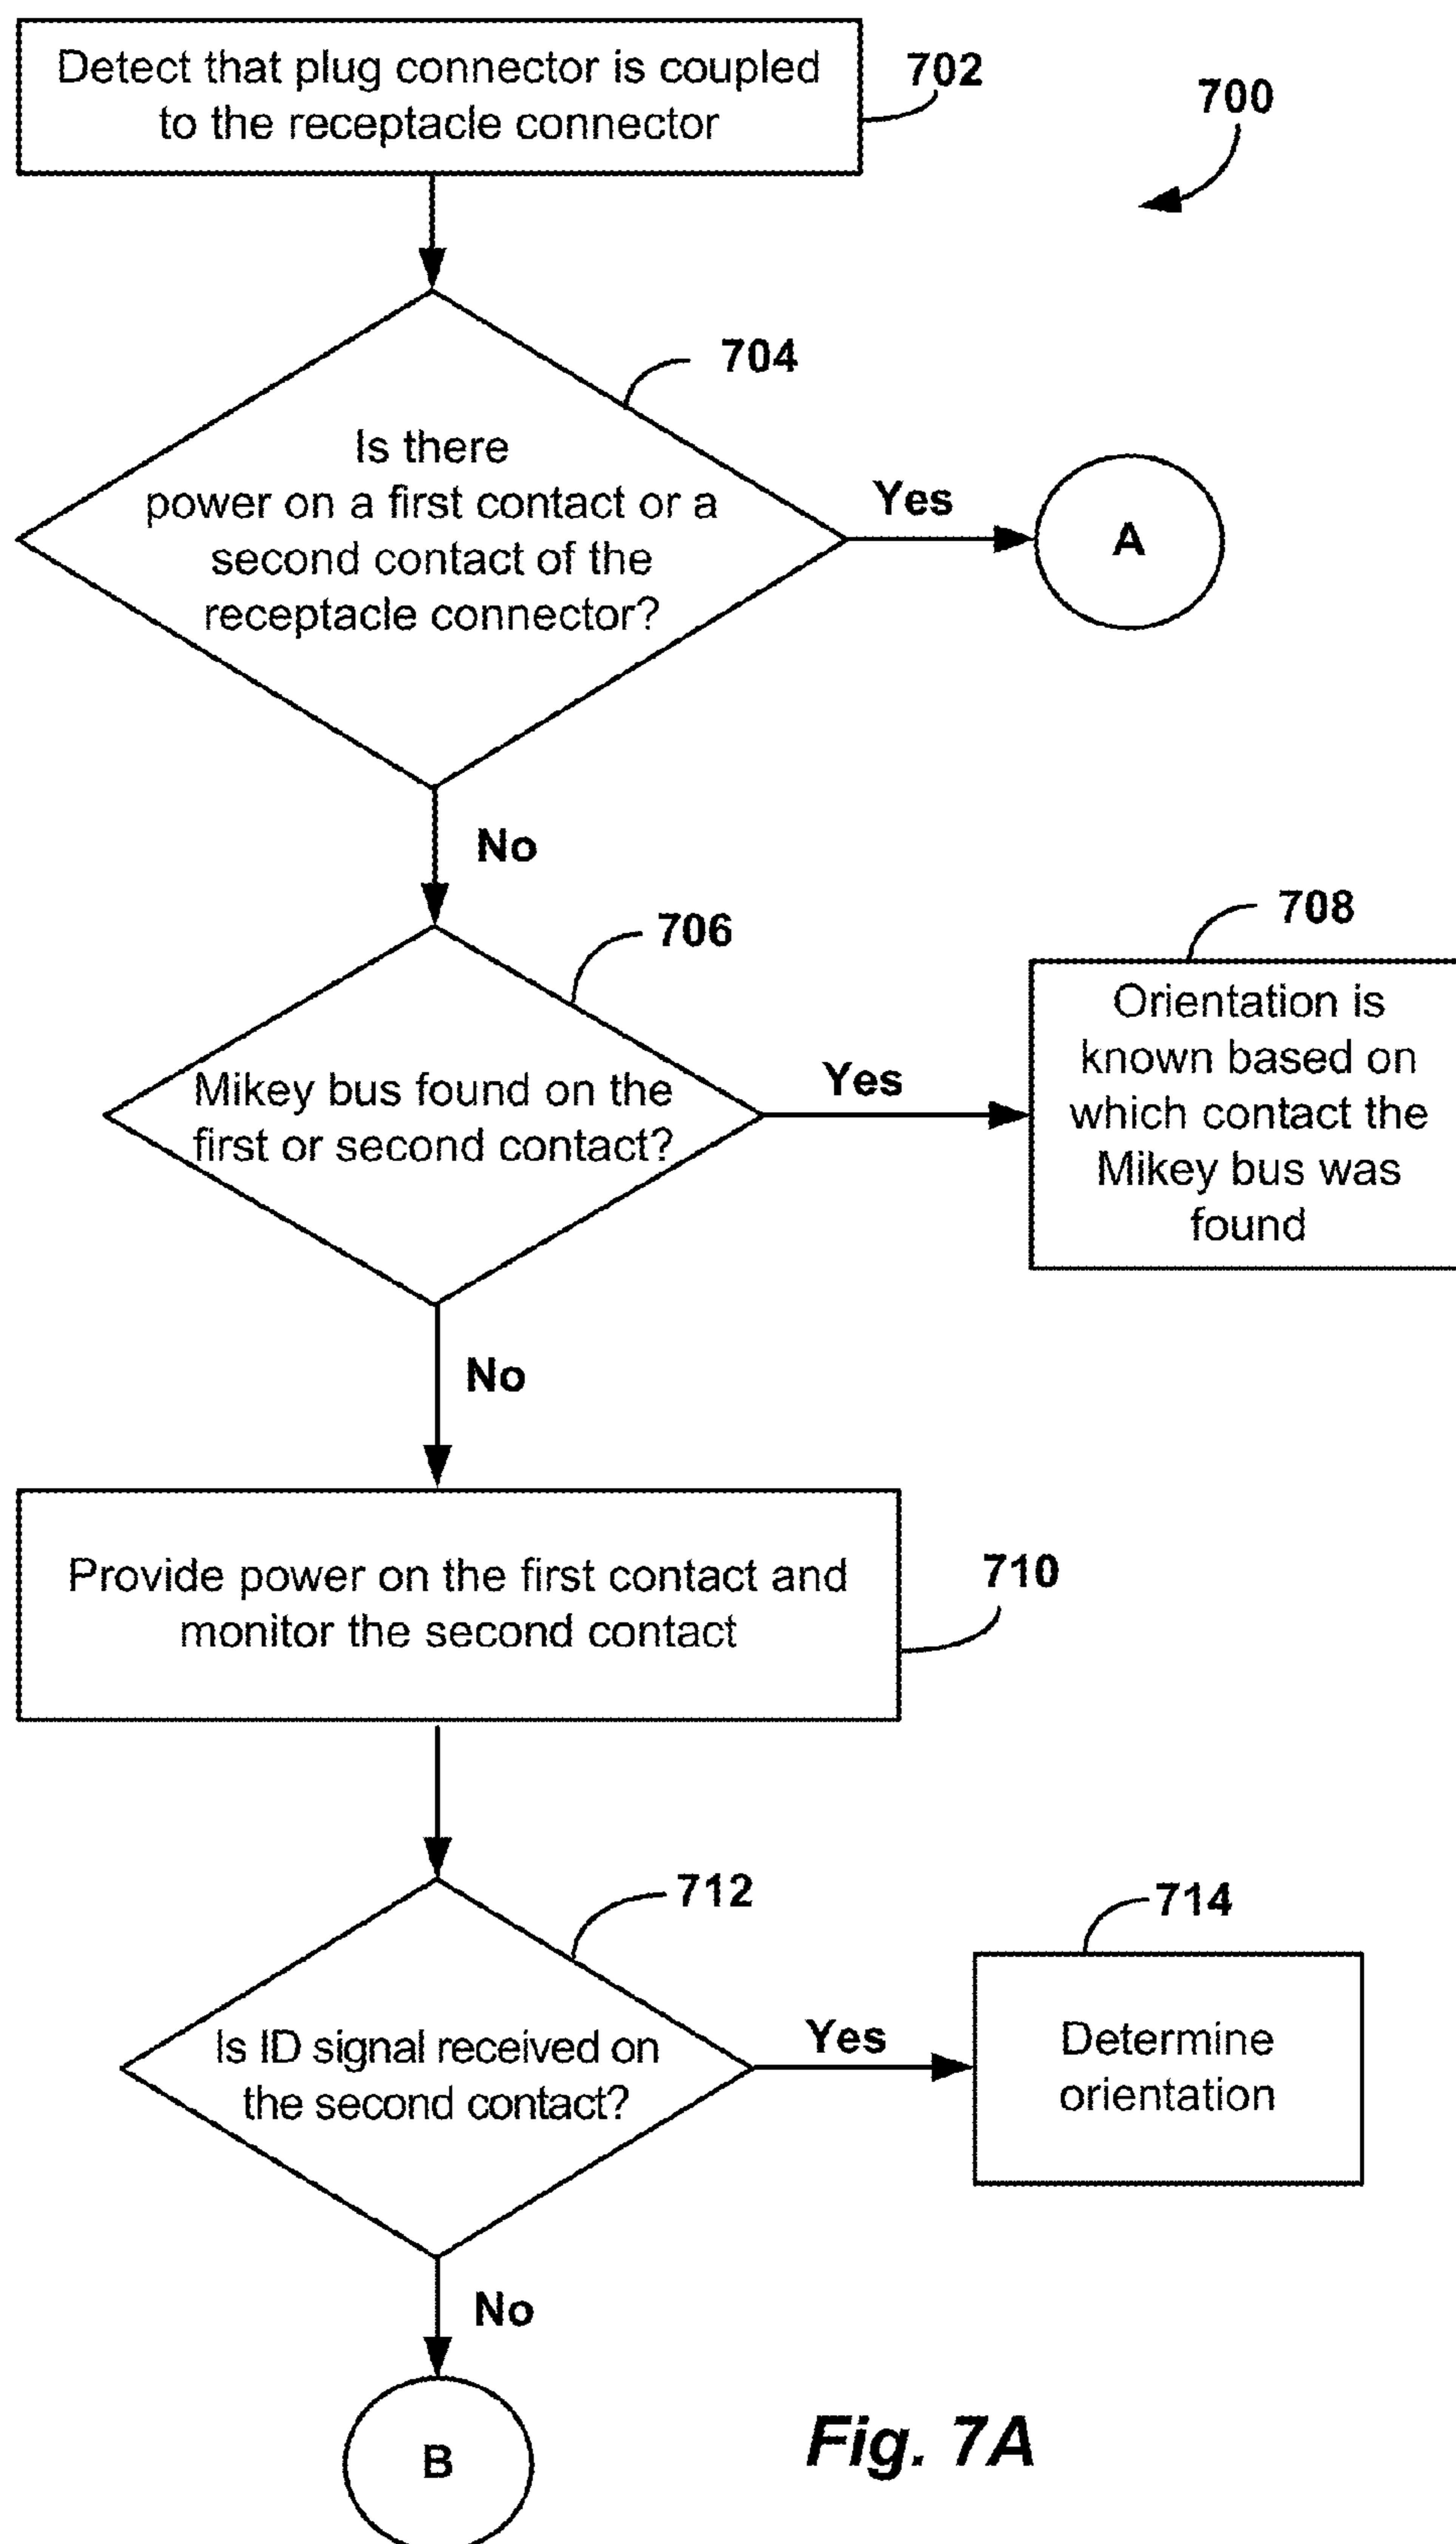 Detect that plug connector is coupled
to the receptacle connector
702
700
704
Is there
power on a first contact or a
second contact of the
receptacle connector?
Yes
A
No
706
708
Mikey bus found on the
first or second contact?
Yes
Orientation is
known based on
which contact the
Mikey bus was
found
No
Provide power on the first contact and
monitor the second contact
710
712
714
Is ID signal received on
the second contact?
Yes
Determine
orientation
No
B
Fig. 7A